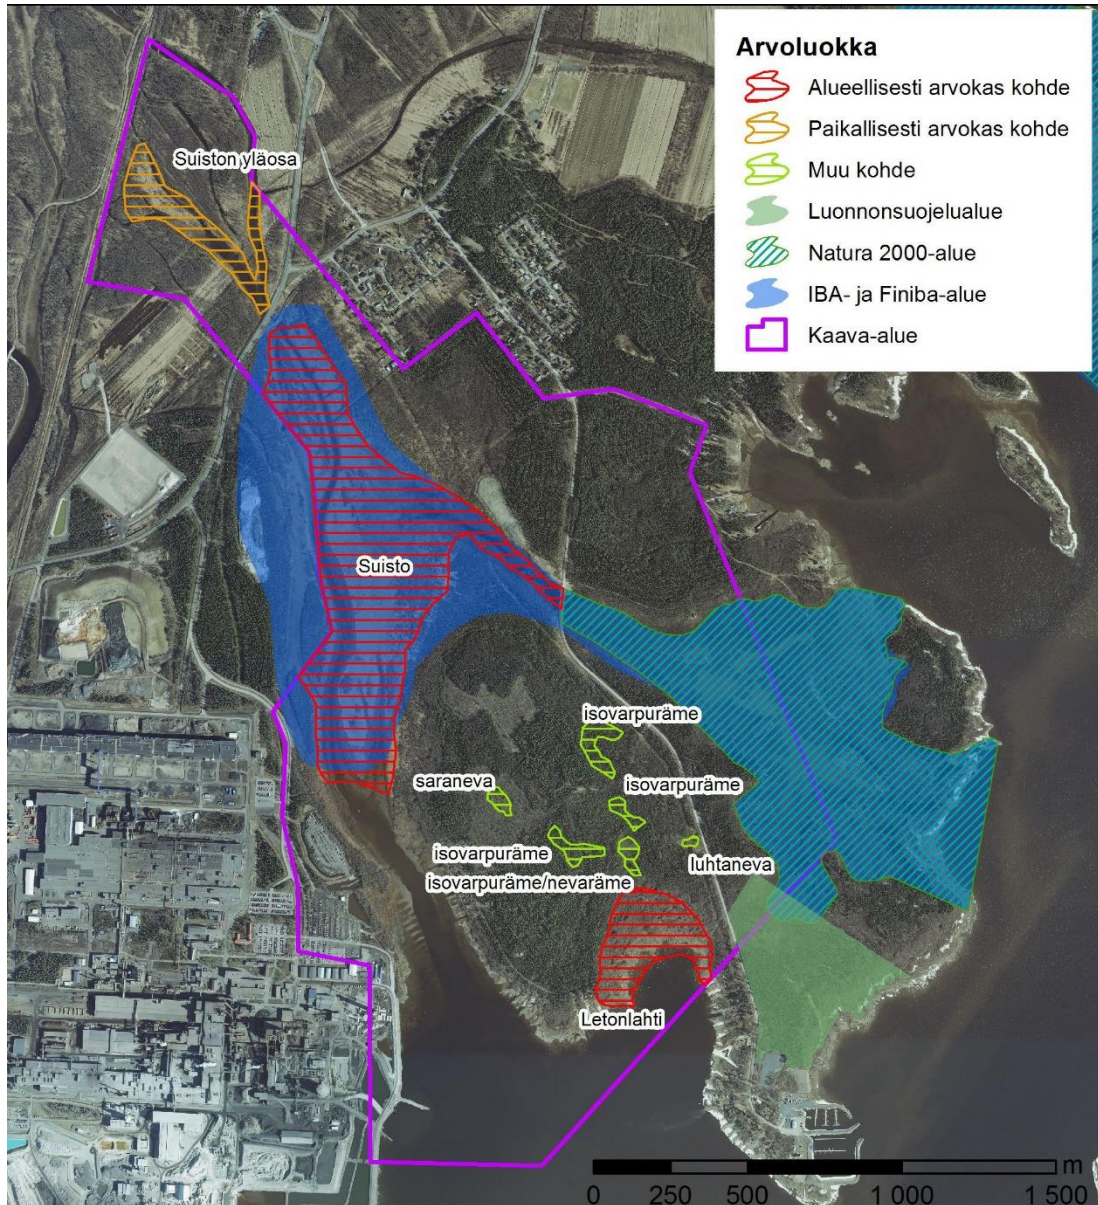 Arvoluokka
Alueellisesti arvokas kohde
Paikallisesti arvokas kohde
Muu kohde
Luonnonsuojelualue
Natura 2000-alue
IBA- ja Finiba-alue
Kaava-alue
Suiston yläosa
Suisto
isovarpuräme
saraneva
isovarpuräme
isovarpuräme
luhtaneva
isovarpuräme/nevaräme
Letonlahti
m
0 250 500 1 000 1 500